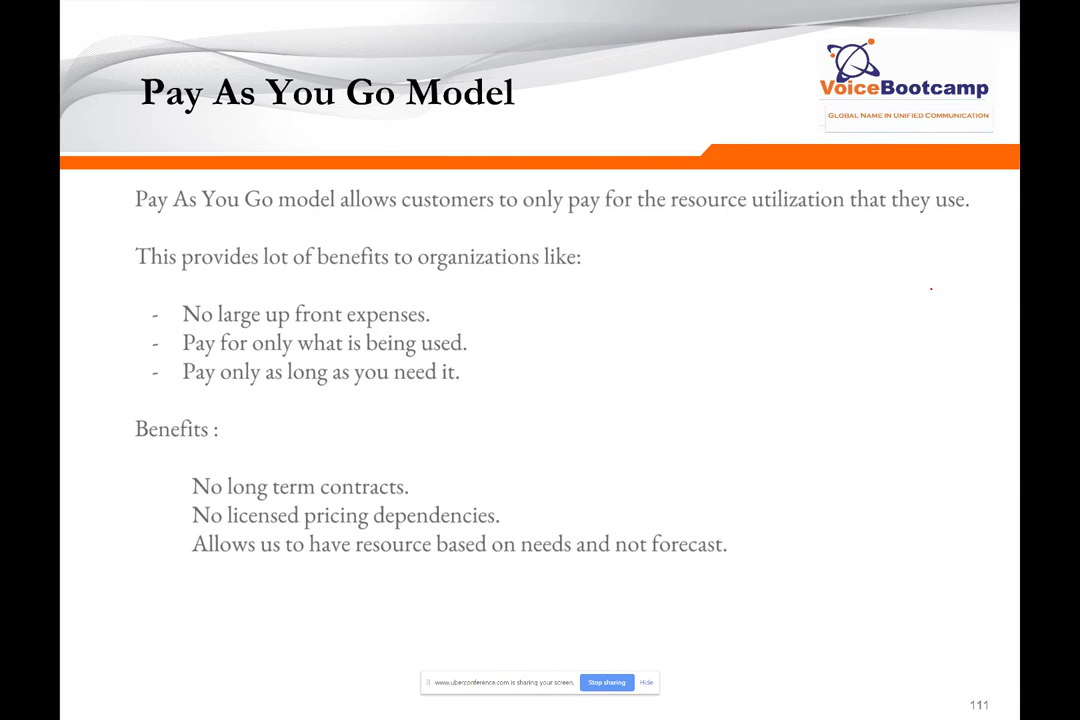 Pay As You Go Model
VoiceBootcamp
GLOBAL NAME IN UNIFIED COMMUNICATION
Pay As You Go model allows customers to only pay for the resource utilization that they use.
This provides lot of benefits to organizations like:
- No large up front expenses.
- Pay for only what is being used.
- Pay only as long as you need it.
Benefits :
No long term contracts.
No licensed pricing dependencies.
Allows us to have resource based on needs and not forecast.
www.uberconference.com is sharing your screen. Stop sharing Hide
111